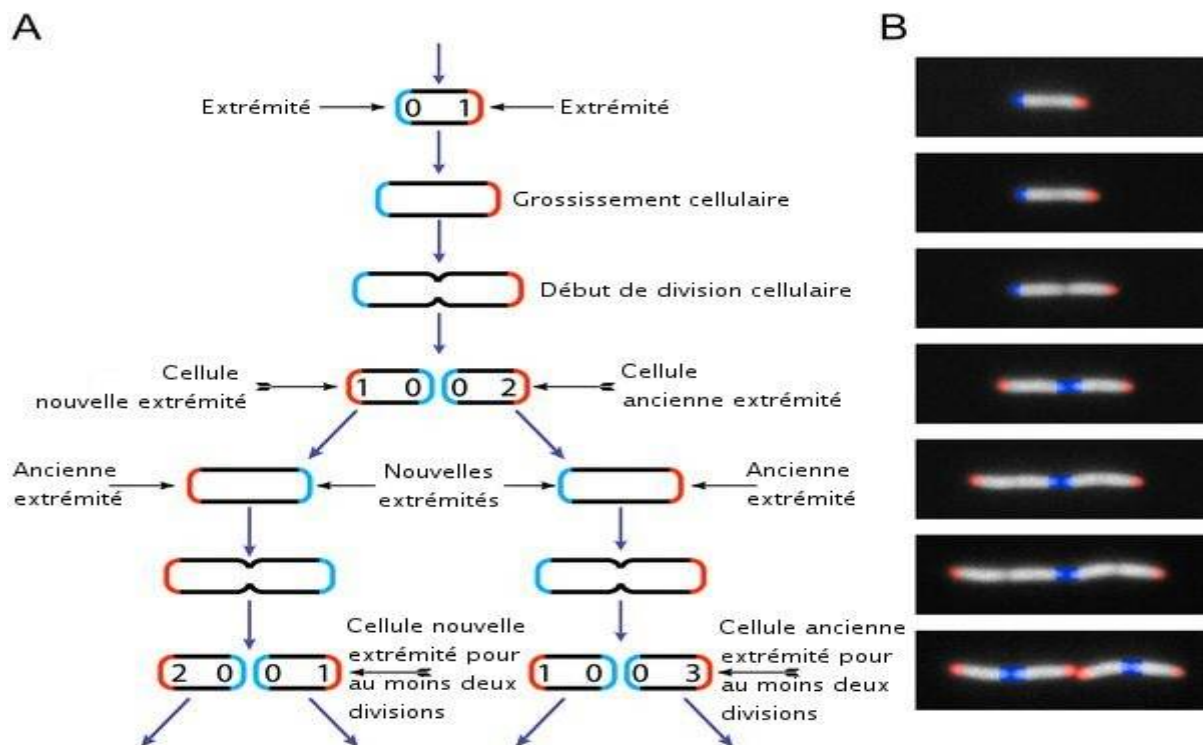 A
B
Extrémité
0 1
Extrémité
Grossissement cellulaire
Début de division cellulaire
Cellule
nouvelle extrémité
1 0
0 2
Cellule
ancienne extrémité
Ancienne
extrémité
Nouvelles
extrémités
Ancienne
extrémité
2 0
0 1
Cellule nouvelle
extrémité pour
au moins deux
divisions
1 0
0 3
Cellule ancienne
extrémité pour
au moins deux
divisions